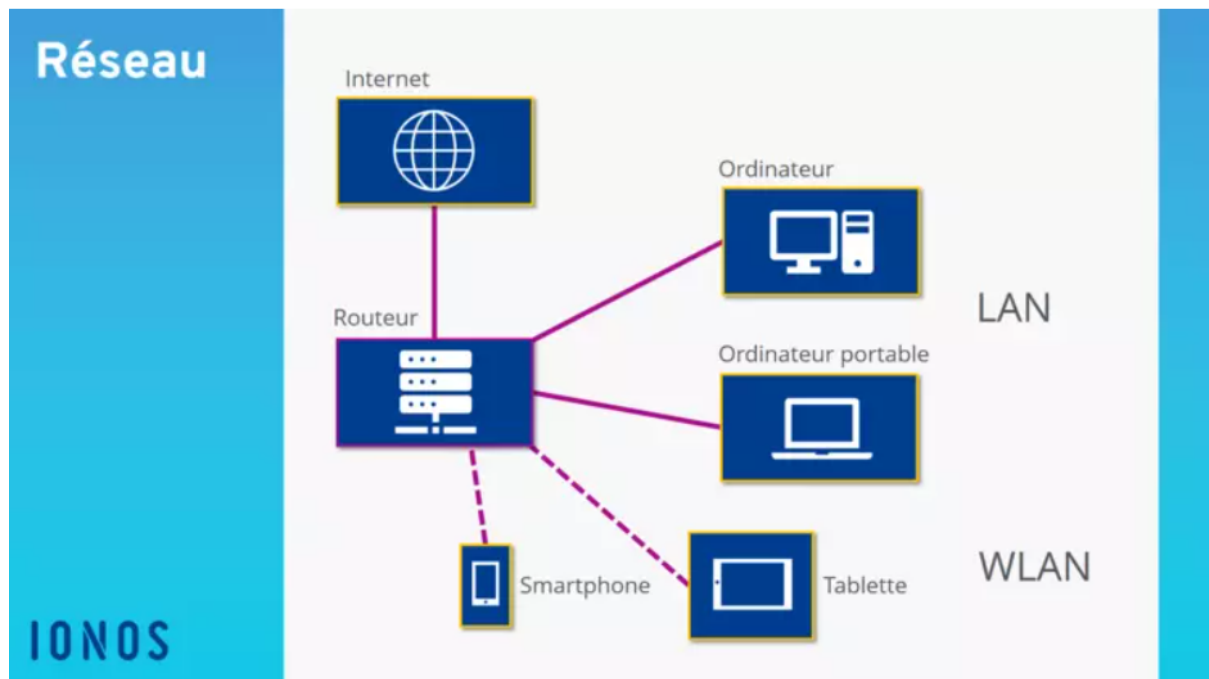 Réseau
Internet
Ordinateur
LAN
Routeur
Ordinateur portable
WLAN
Smartphone
Tablette
IONOS